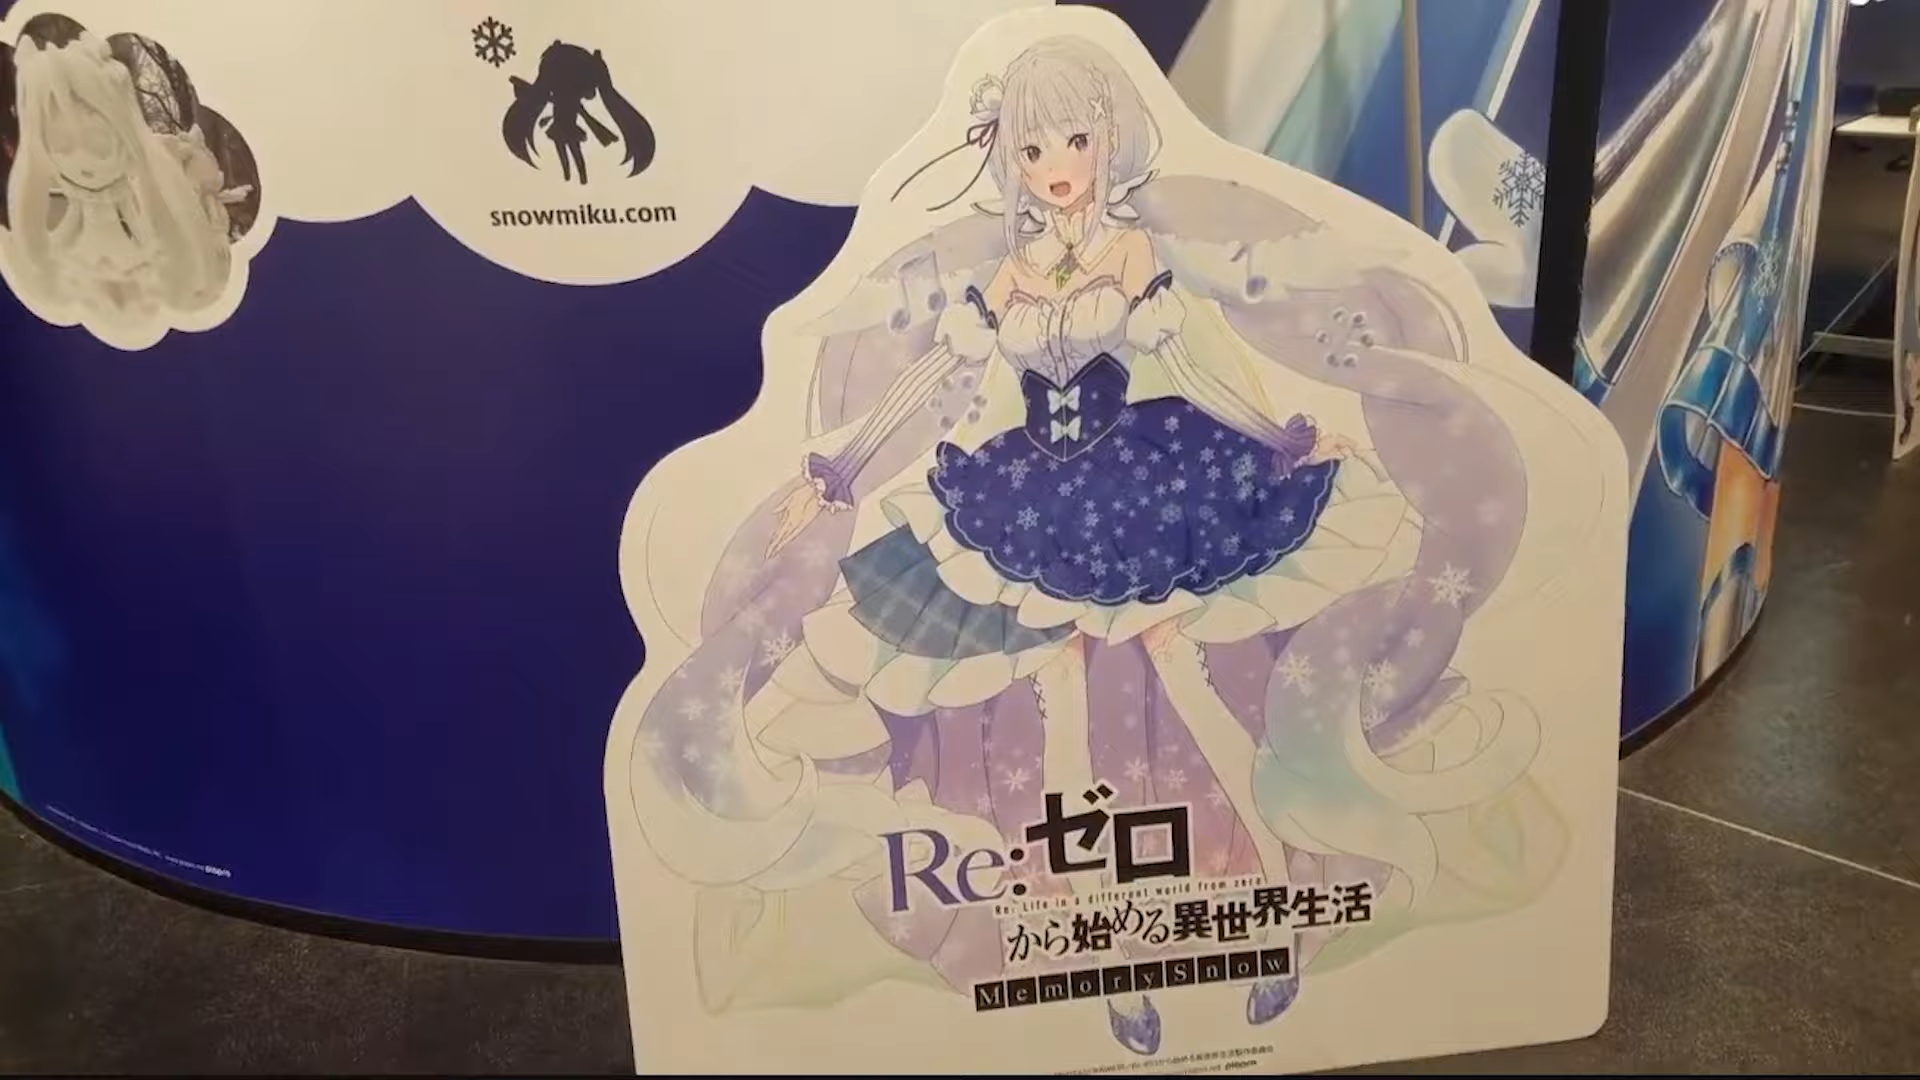 snowmiku.com
Re:ゼロ
Re: Life in a different world from zero
から始める異世界生活
Memory Snow